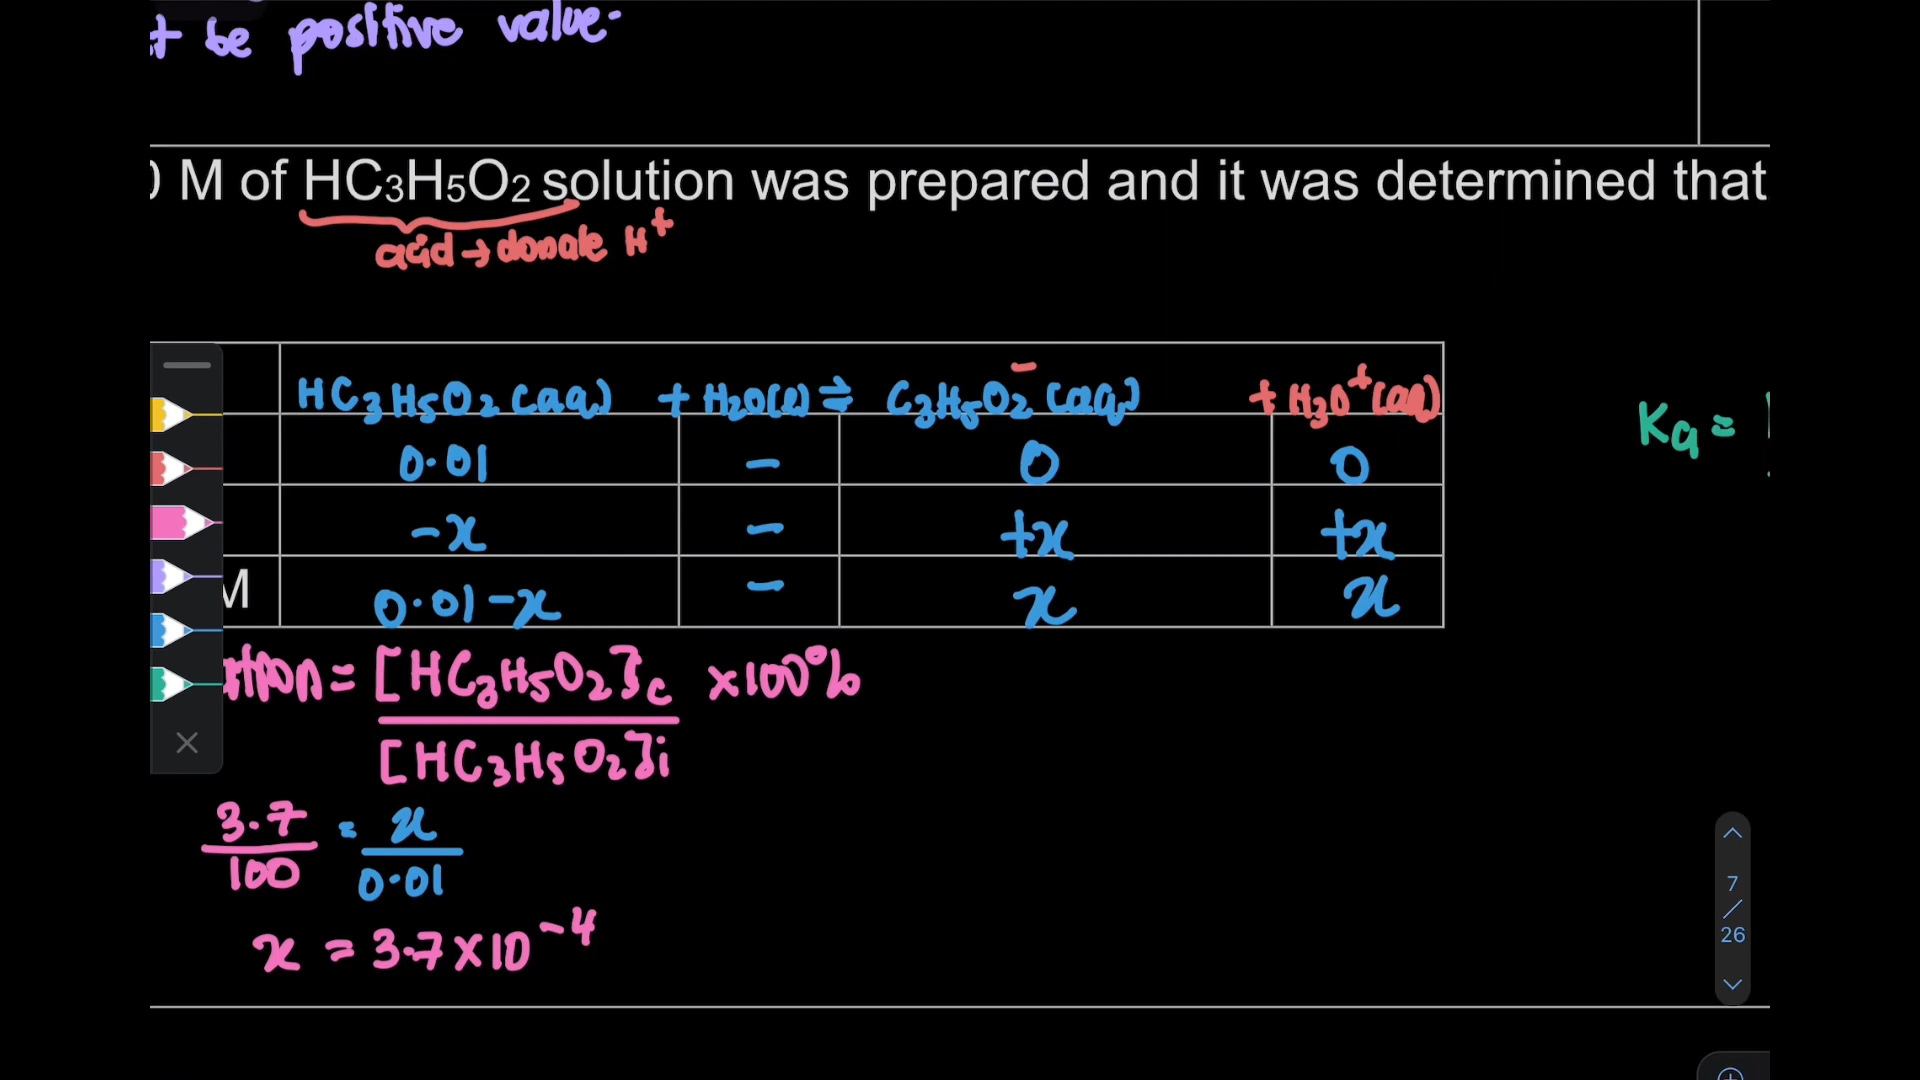 be positive value.
M of HC3H5O2 solution was prepared and it was determined that
acid → donate H⁺
HC₃H₅O₂ (aq) + H₂O(l) ⇌ C₃H₅O₂⁻ (aq) + H₃O⁺ (aq)
Ka =
0.01 – 0 0
-x – +x +x
M 0.01-x – x x
= [HC₃H₅O₂]c ×100%
[HC₃H₅O₂]i
3.7 = x
100 0.01
x = 3.7×10⁻⁴
7
/
26